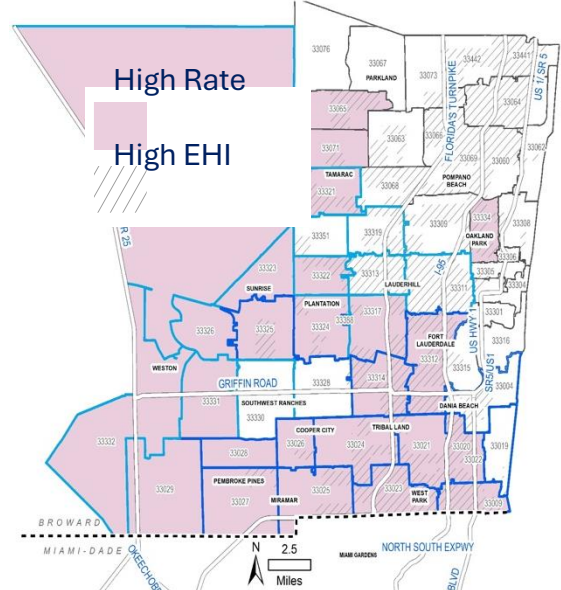 High Rate
High EHI
33076
33067
PARKLAND
33073
33442
33441
US 1/ SR 5
33065
33064
FLORIDA'S TURNPIKE
33063
33066
33062
33071
33069
33060
TAMARAC
33321
33068
POMPANO
BEACH
33351
33319
33309
33334
33308
OAKLAND
PARK
R 25
33323
33322
33313
LAUDERHILL
I-95
33311
33306
33305
33304
SUNRISE
PLANTATION
33326
33325
33324
33388
33317
FORT
LAUDERDALE
33312
US HWY 1
33301
33316
33315
SR5/US1
WESTON
GRIFFIN ROAD
33328
33314
33004
33331
SOUTHWEST RANCHES
33330
DANIA BEACH
33332
COOPER CITY
TRIBAL LAND
33026
33024
33021
33020
33019
33028
33022
PEMBROKE PINES
33029
33027
MIRAMAR
33025
33023
WEST
PARK
33009
BROWARD
MIAMI-DADE
OKEECHOB
N
2.5
Miles
MIAMI GARDENS
NORTH SOUTH EXPWY
BLVD